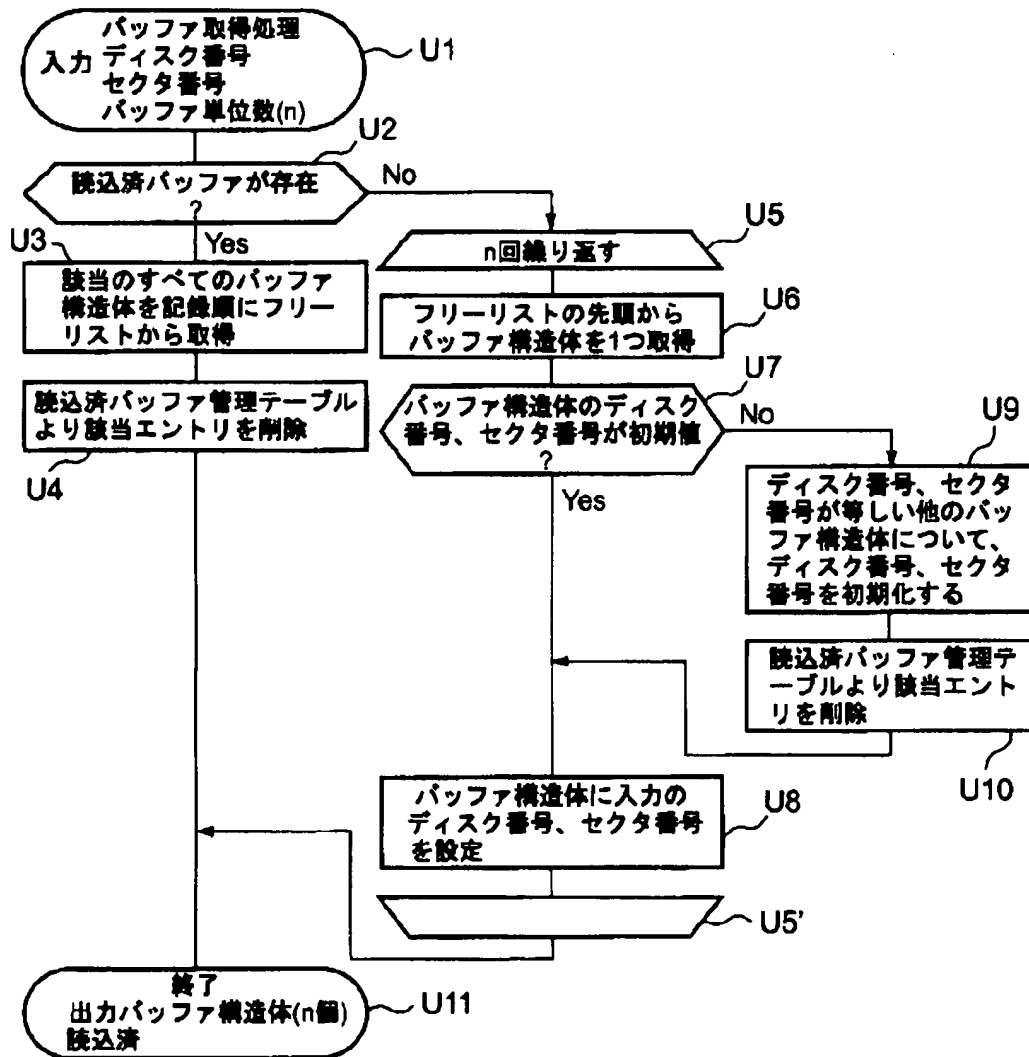 バッファ取得処理
入力 ディスク番号
セクタ番号
バッファ単位数(n)
U1
U2
読込済バッファが存在
?
No
Yes
U3
該当のすべてのバッファ
構造体を記録順にフリー
リストから取得
読込済バッファ管理テーブル
より該当エントリを削除
U4
U5
n回繰り返す
U6
フリーリストの先頭から
バッファ構造体を1つ取得
U7
バッファ構造体のディスク
番号、セクタ番号が初期値
?
No
Yes
U9
ディスク番号、セクタ
番号が等しい他のバッ
ファ構造体について、
ディスク番号、セクタ
番号を初期化する
読込済バッファ管理テ
ーブルより該当エント
リを削除
U10
バッファ構造体に入力の
ディスク番号、セクタ番号
を設定
U8
U5'
終了
出力バッファ構造体(n個)
読込済
U11